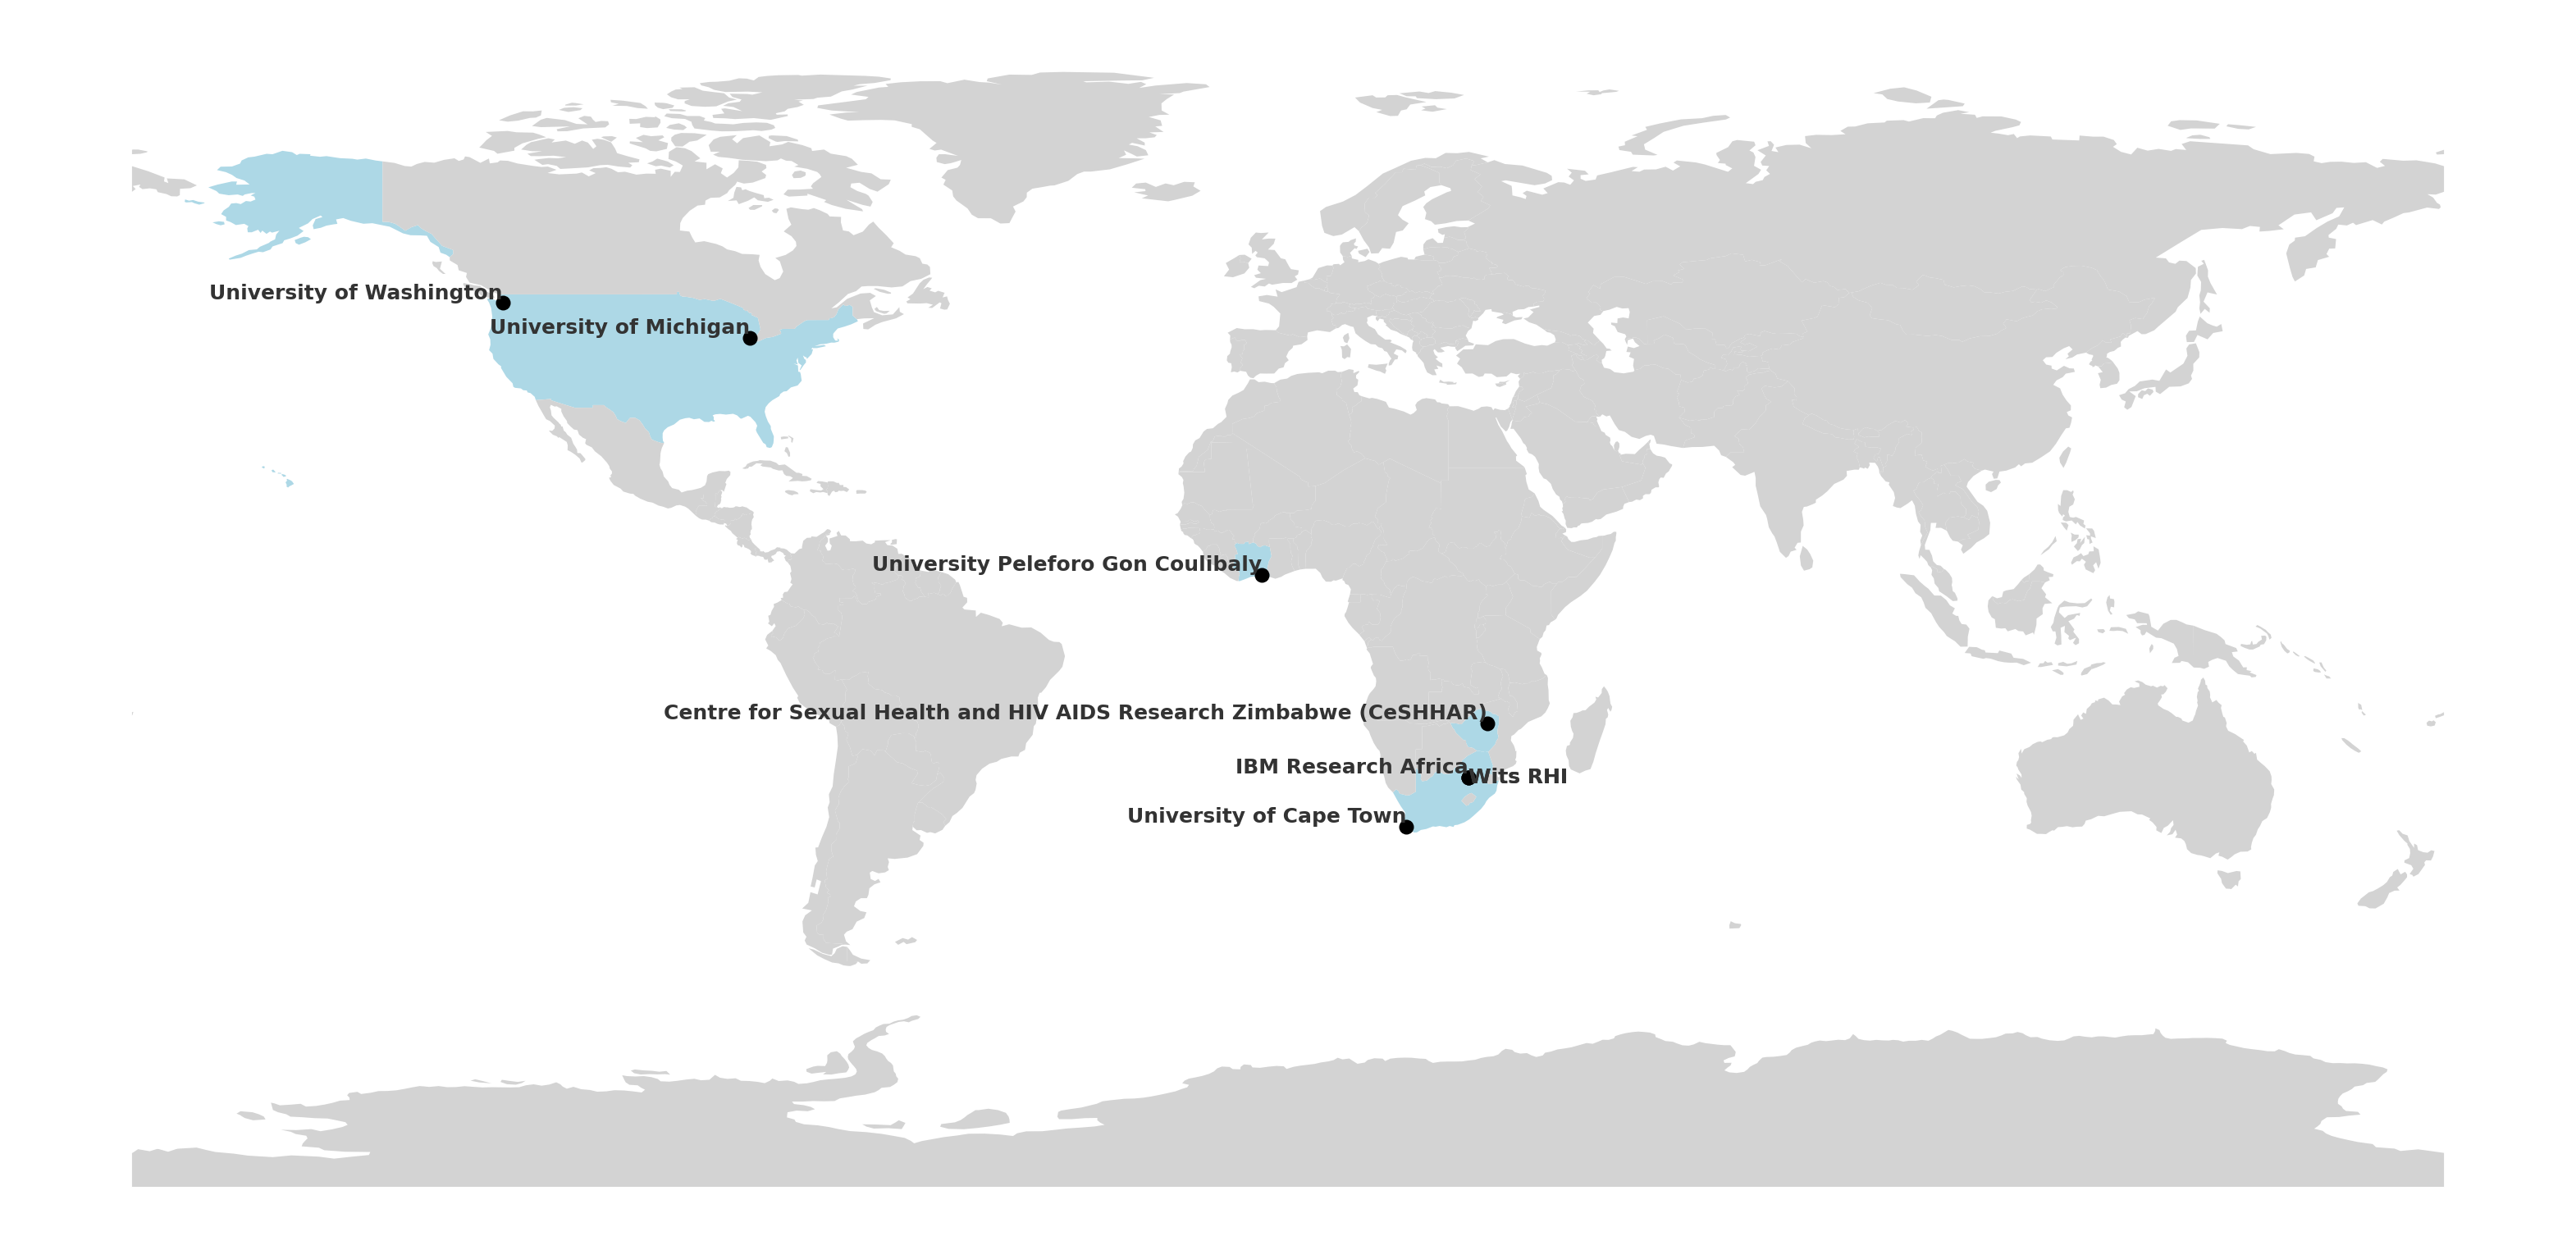 University of Washington
University of Michigan
University Peleforo Gon Coulibaly
Centre for Sexual Health and HIV AIDS Research Zimbabwe (CeSHHAR)
IBM Research Africa
Wits RHI
University of Cape Town